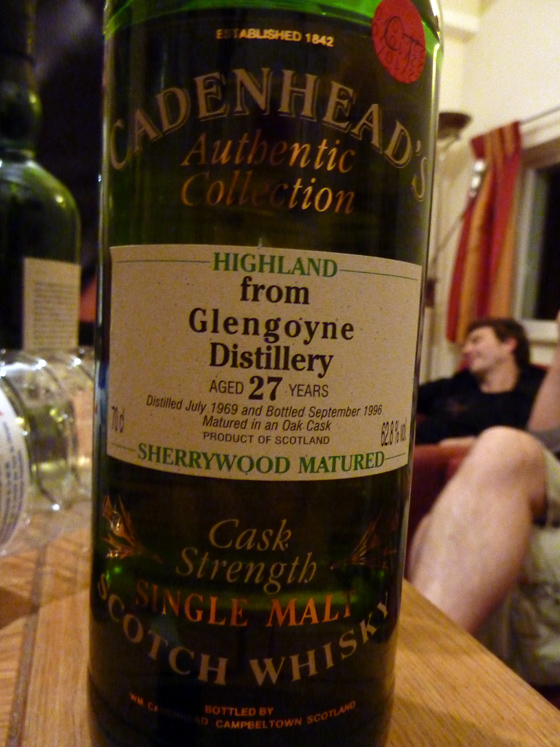 ESTABLISHED 1842
CADENHEAD'S
Authentic
Collection
HIGHLAND
from
Glengoyne
Distillery
AGED 27 YEARS
Distilled July 1969 and Bottled September 1996
Matured in an Oak Cask
70cl PRODUCT OF SCOTLAND 62.8% vol
SHERRYWOOD MATURED
Cask
Strength
SINGLE MALT
SCOTCH WHISKY
BOTTLED BY
WM. CAMPBELTOWN SCOTLAND